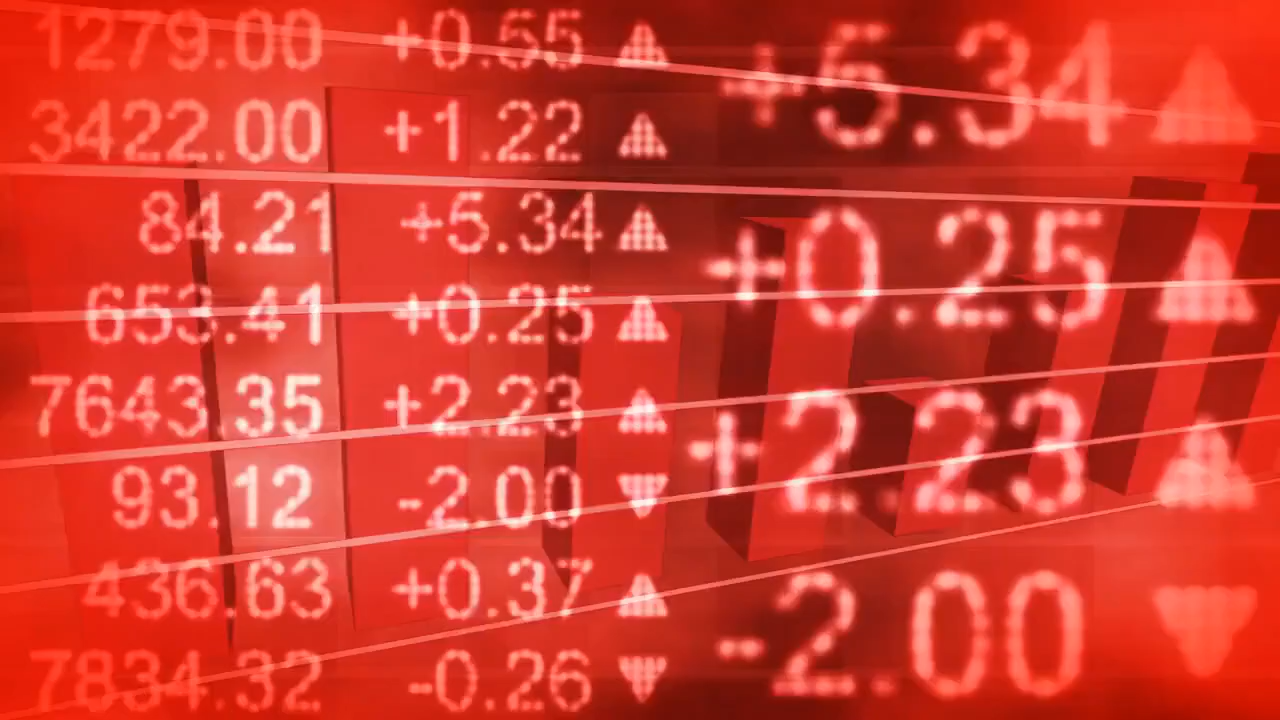 1279.00 +0.55 ▲
3422.00 +1.22 ▲
84.21 +5.34 ▲
653.41 +0.25 ▲
7643.35 +2.23 ▲
93.12 -2.00 ▼
436.63 +0.37 ▲
7834.32 -0.26 ▼
+5.34 ▲
+0.25 ▲
+2.23 ▲
-2.00 ▼